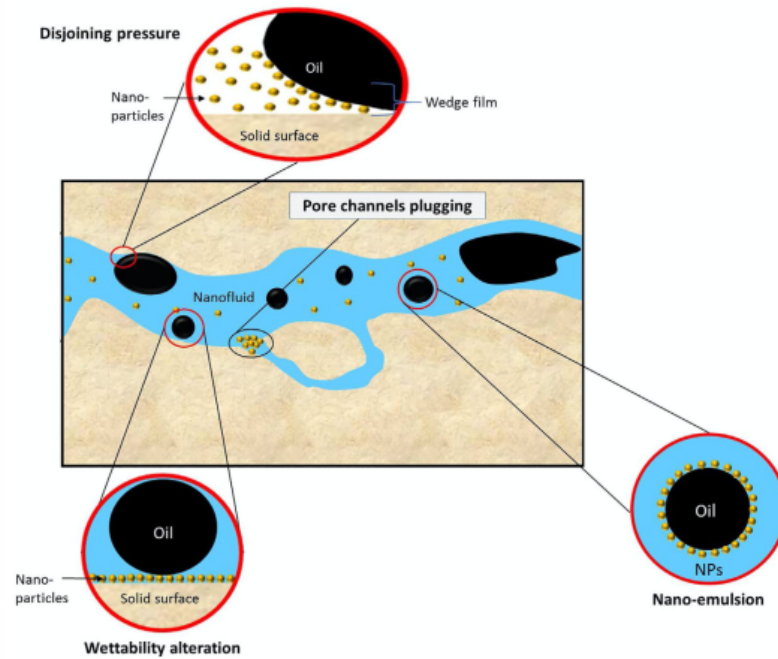 Disjoining pressure
Oil
Nano-
particles
Wedge film
Solid surface
Pore channels plugging
Nanofluid
Oil
Nano-
particles
Solid surface
Wettability alteration
Oil
NPs
Nano-emulsion